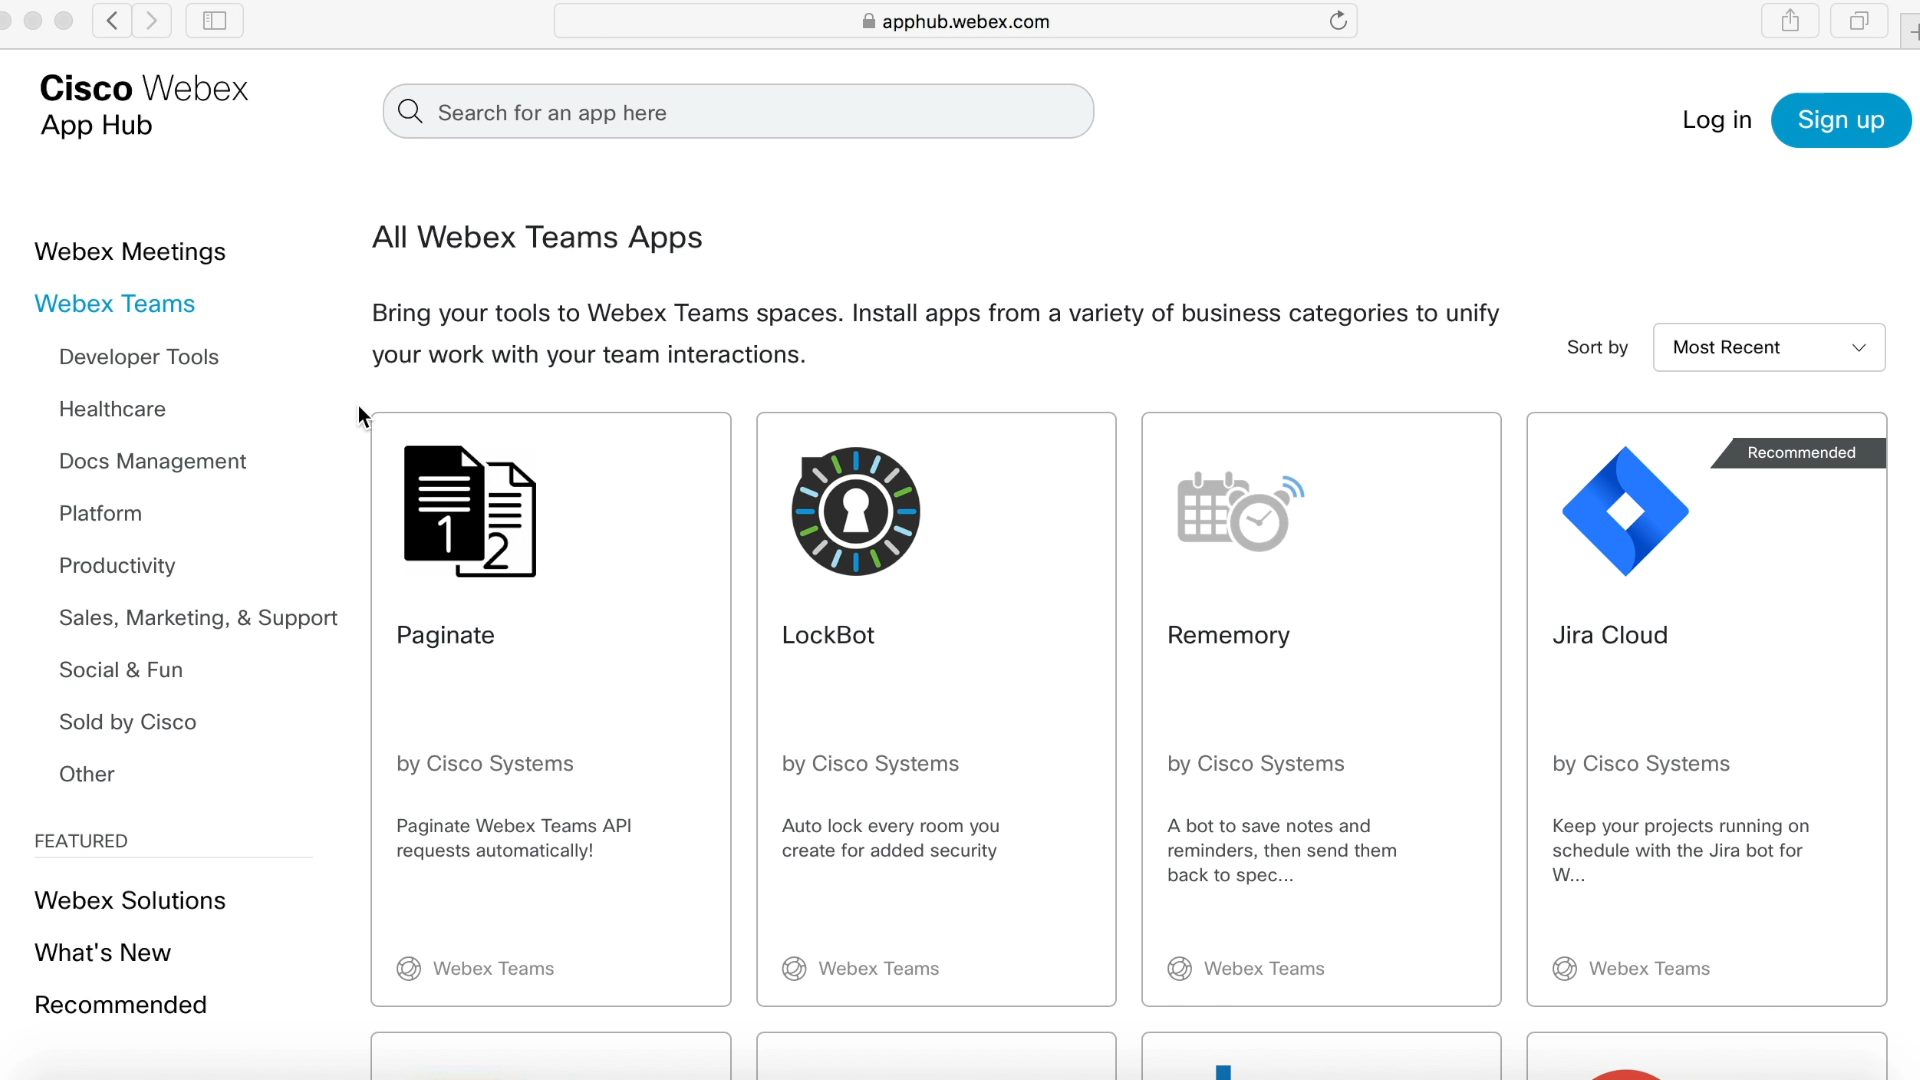 apphub.webex.com
Cisco Webex
App Hub
Search for an app here
Log in
Sign up
Webex Meetings
Webex Teams
Developer Tools
Healthcare
Docs Management
Platform
Productivity
Sales, Marketing, & Support
Social & Fun
Sold by Cisco
Other
FEATURED
Webex Solutions
What's New
Recommended
All Webex Teams Apps
Bring your tools to Webex Teams spaces. Install apps from a variety of business categories to unify
your work with your team interactions.
Sort by
Most Recent
1
2
Paginate
by Cisco Systems
Paginate Webex Teams API
requests automatically!
Webex Teams
LockBot
by Cisco Systems
Auto lock every room you
create for added security
Webex Teams
Rememory
by Cisco Systems
A bot to save notes and
reminders, then send them
back to spec...
Webex Teams
Recommended
Jira Cloud
by Cisco Systems
Keep your projects running on
schedule with the Jira bot for
W...
Webex Teams